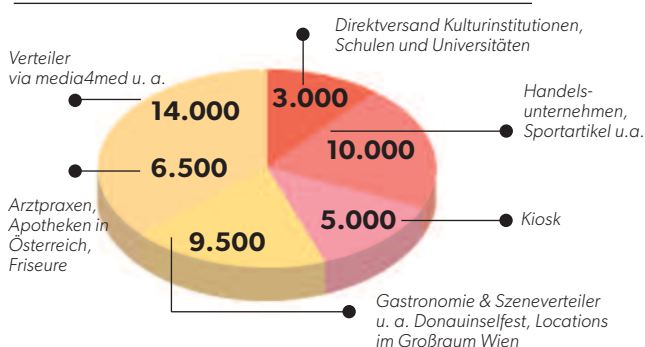 Direktversand Kulturinstitutionen,
Schulen und Universitäten
3.000
Handels-
unternehmen,
Sportartikel u.a.
10.000
Kiosk
5.000
Gastronomie & Szeneverteiler
u. a. Donauinselfest, Locations
im Großraum Wien
9.500
Arztpraxen,
Apotheken in
Österreich,
Friseure
6.500
Verteiler
via media4med u. a.
14.000